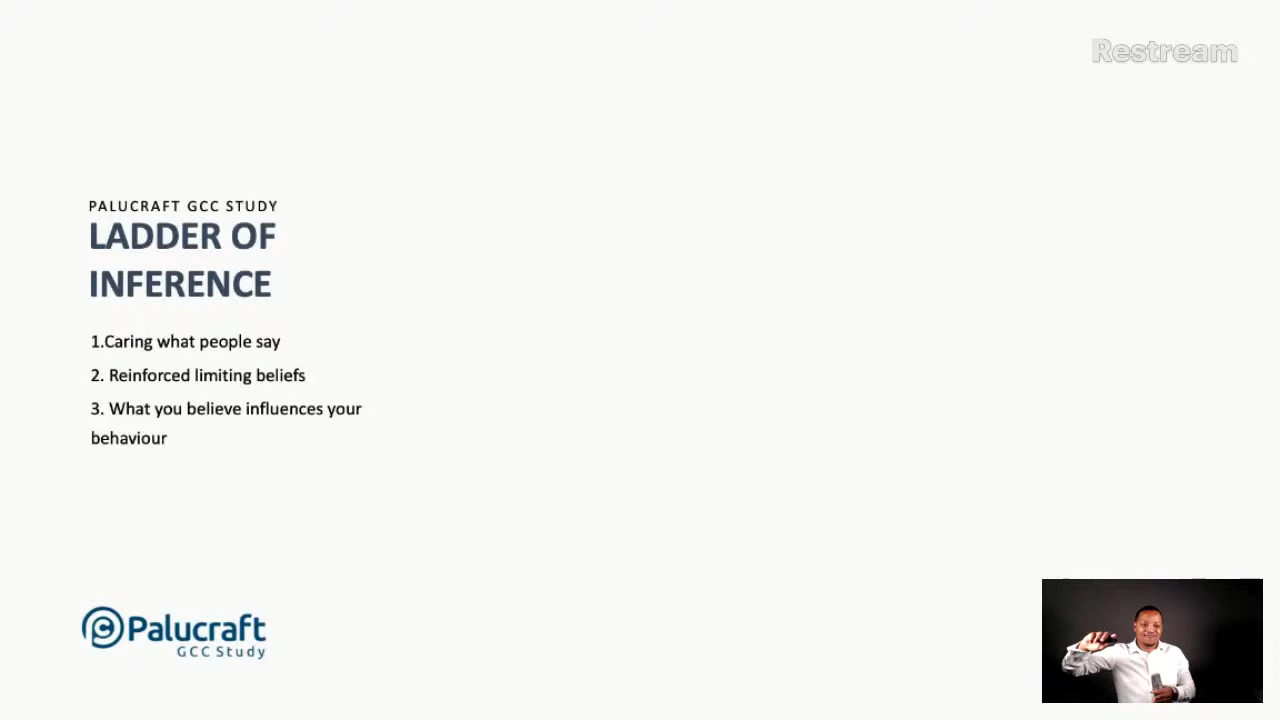 Restream
PALUCRAFT GCC STUDY
LADDER OF
INFERENCE
1.Caring what people say
2. Reinforced limiting beliefs
3. What you believe influences your
behaviour
Palucraft
GCC Study